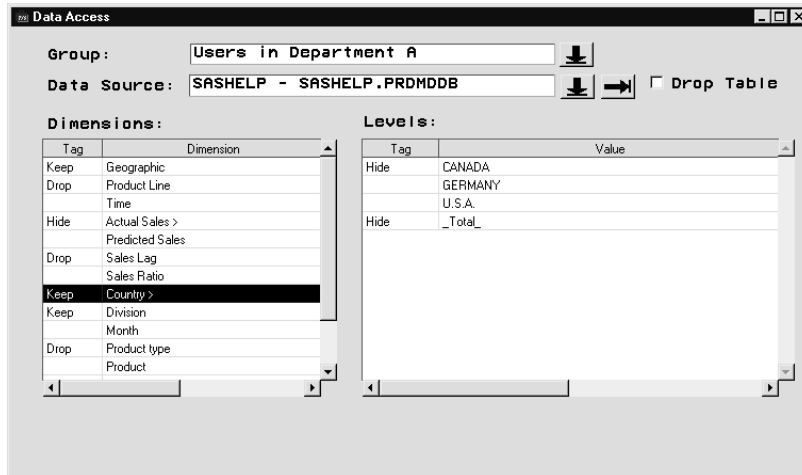 Data Access
Group: Users in Department A
Data Source: SASHELP - SASHELP.PRDMDDB Drop Table
Dimensions: Levels:
Tag Dimension Tag Value
Keep Geographic Hide CANADA
Drop Product Line GERMANY
Time U.S.A.
Hide Actual Sales > Hide _Total_
Predicted Sales
Drop Sales Lag
Sales Ratio
Keep Country >
Keep Division
Month
Drop Product type
Product